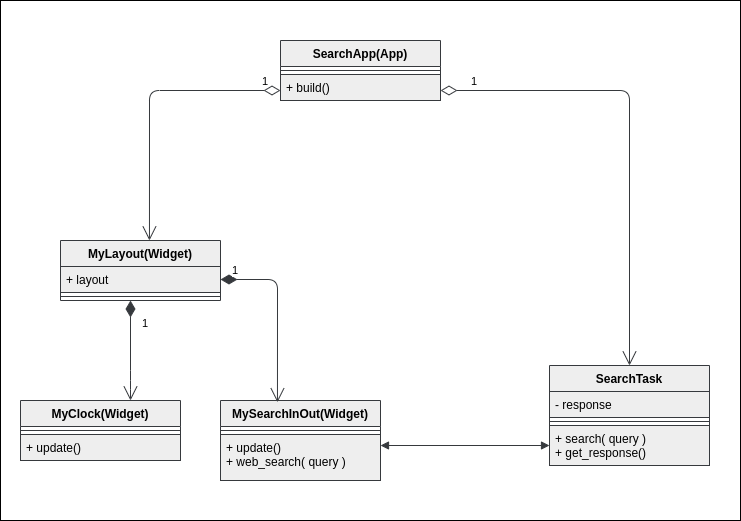 SearchApp(App)
1
1
+ build()
MyLayout(Widget)
1
+ layout
1
SearchTask
MyClock(Widget)
MySearchInOut(Widget)
- response
+ update()
+ update()
+ web_search( query )
+ search( query )
+ get_response()